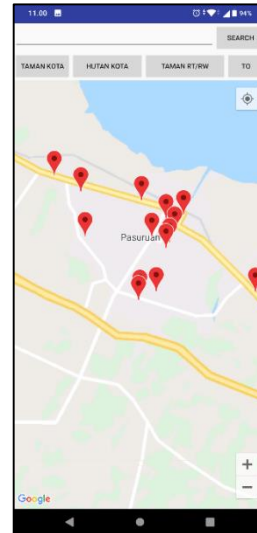 11.00 94%
SEARCH
TAMAN KOTA HUTAN KOTA TAMAN RT/RW TO
Pasuruan
+
−
Google